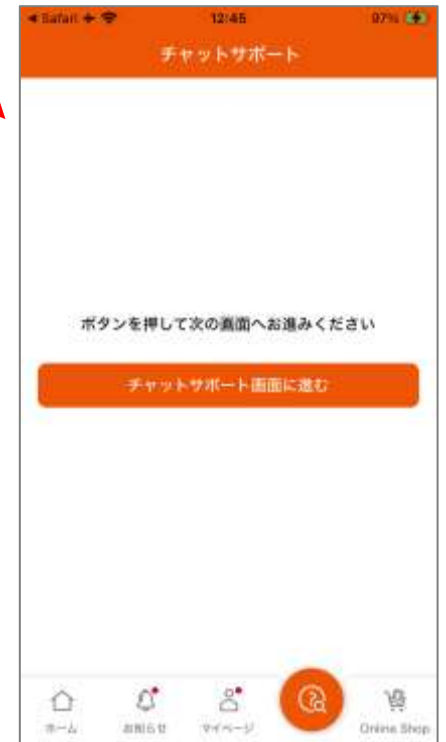 ◀ Safari 12:45 97%
チャットサポート
ボタンを押して次の画面へお進みください
チャットサポート画面に進む
ホーム お知らせ マイページ Online Shop